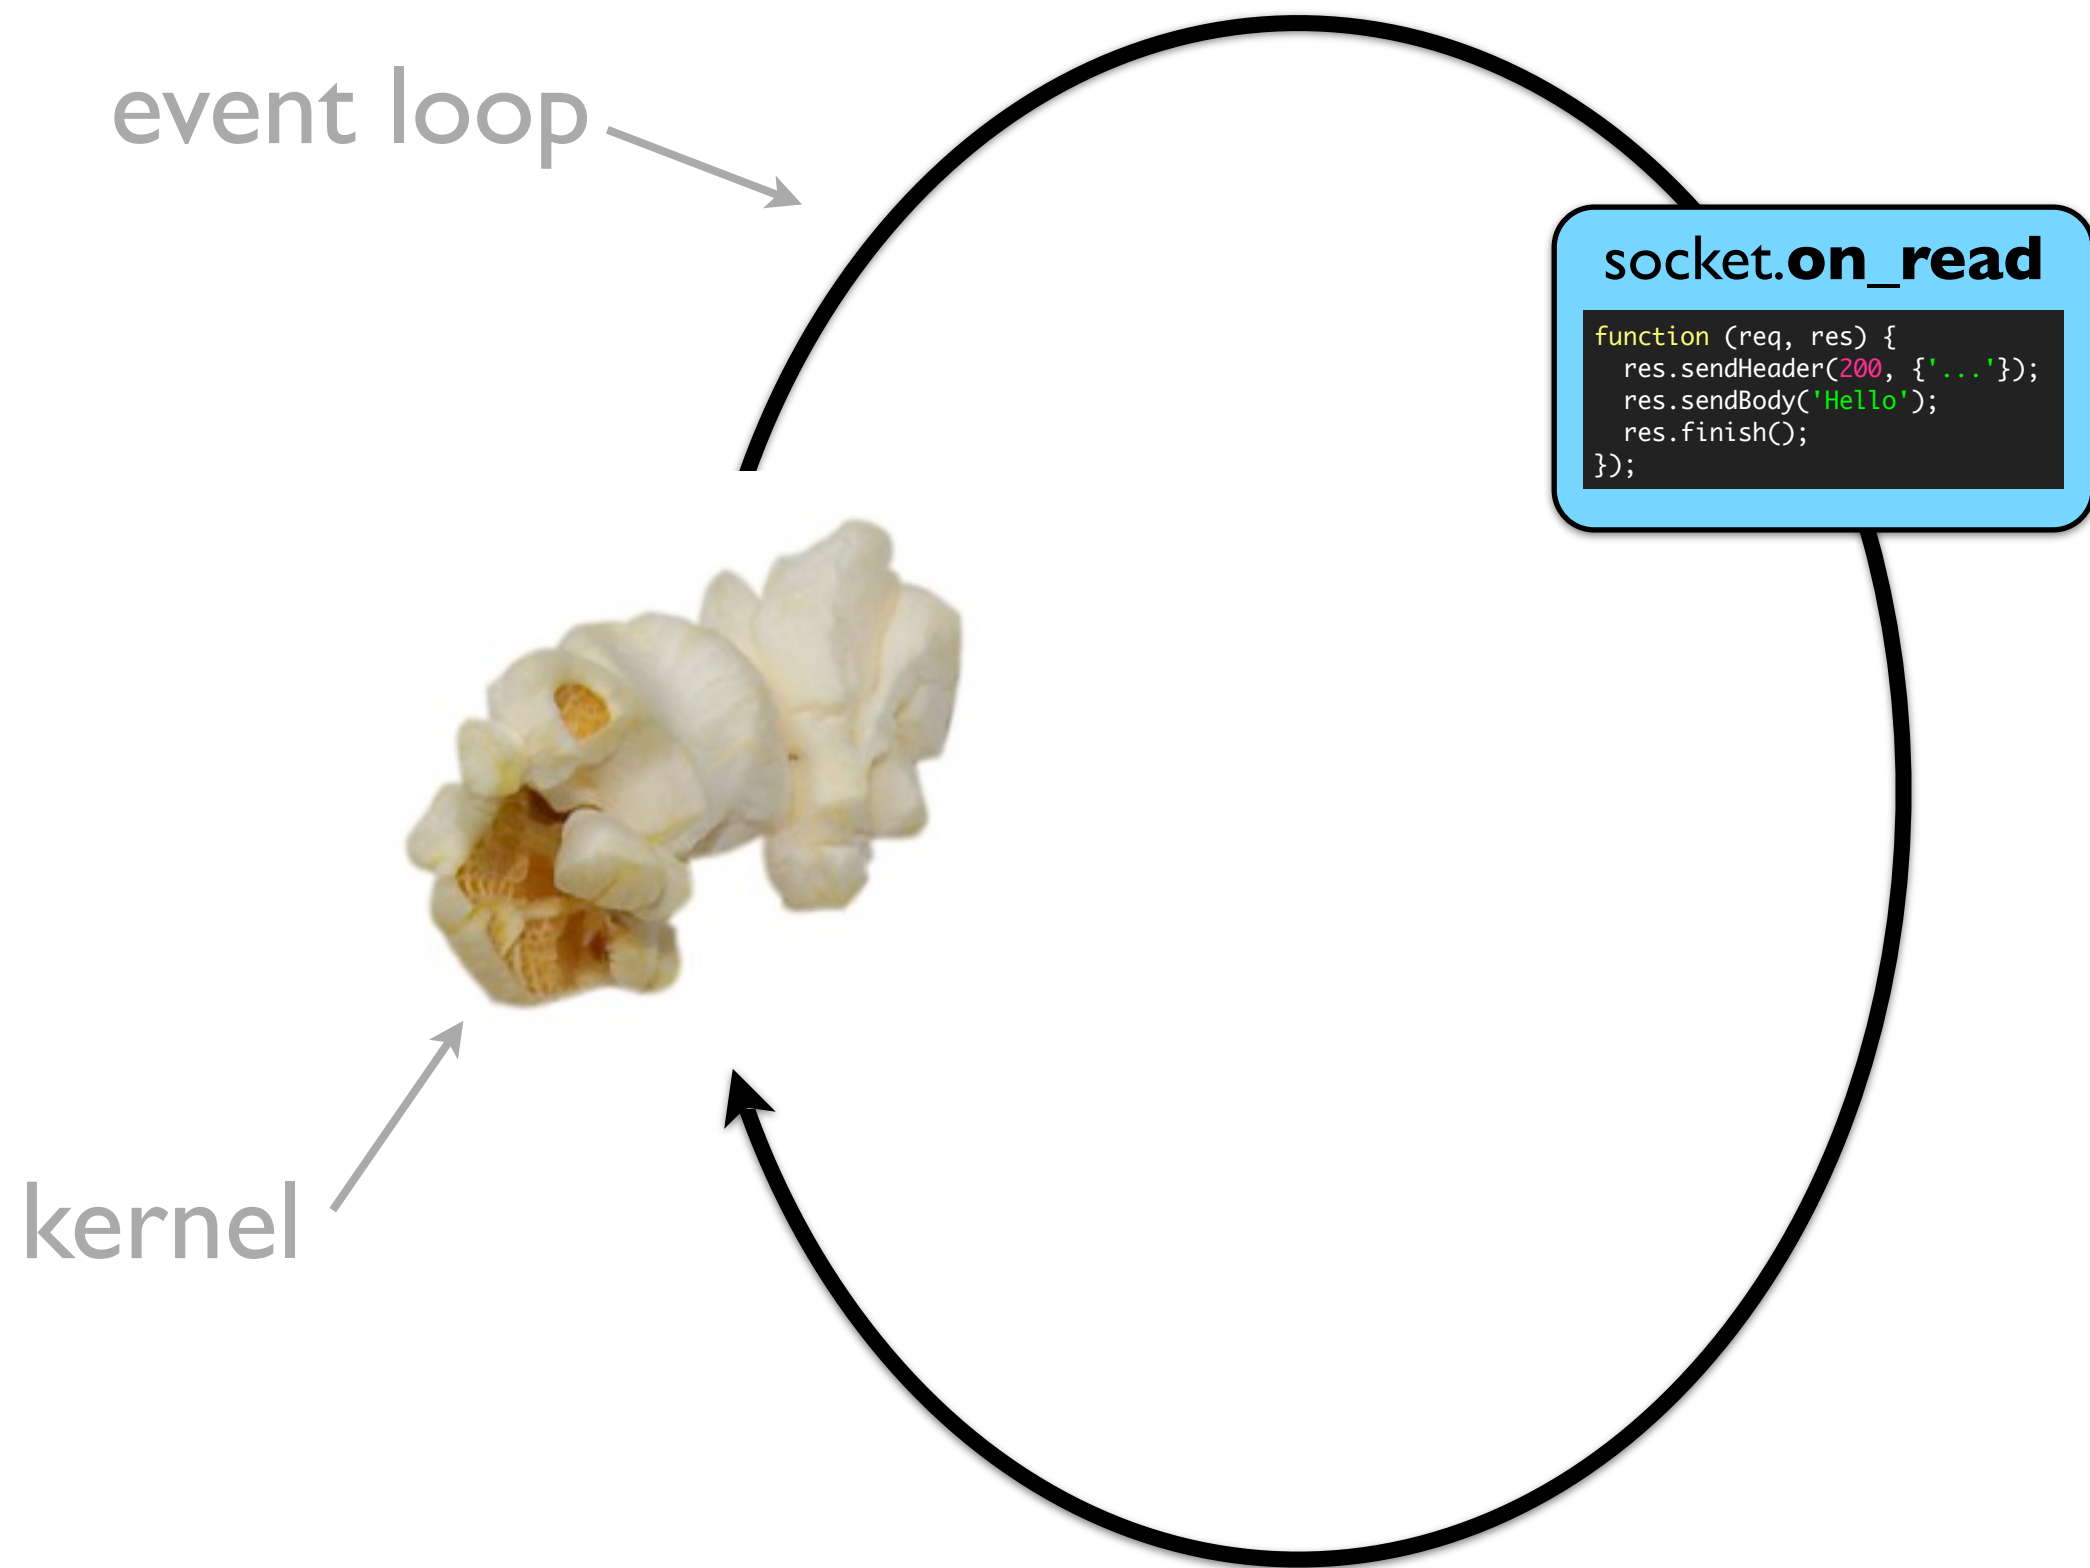 event loop
socket.on_read
function (req, res) {
  res.sendHeader(200, {'...'});
  res.sendBody('Hello');
  res.finish();
});
kernel